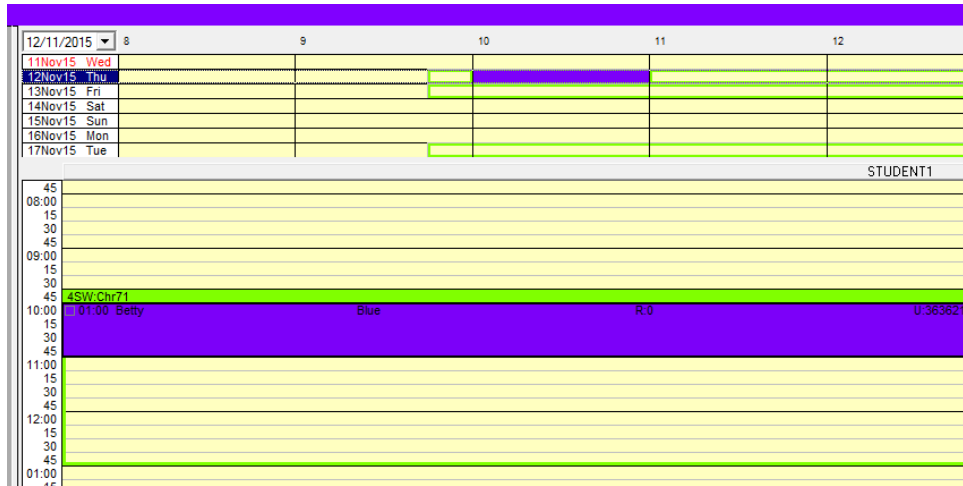 12/11/2015 8 9 10 11 12
11Nov15 Wed
12Nov15 Thu
13Nov15 Fri
14Nov15 Sat
15Nov15 Sun
16Nov15 Mon
17Nov15 Tue
STUDENT1
45
08:00
15
30
45
09:00
15
30
45 4SW:Chr71
10:00 01:00 Betty Blue R:0 U:363621
15
30
45
11:00
15
30
45
12:00
15
30
45
01:00
15